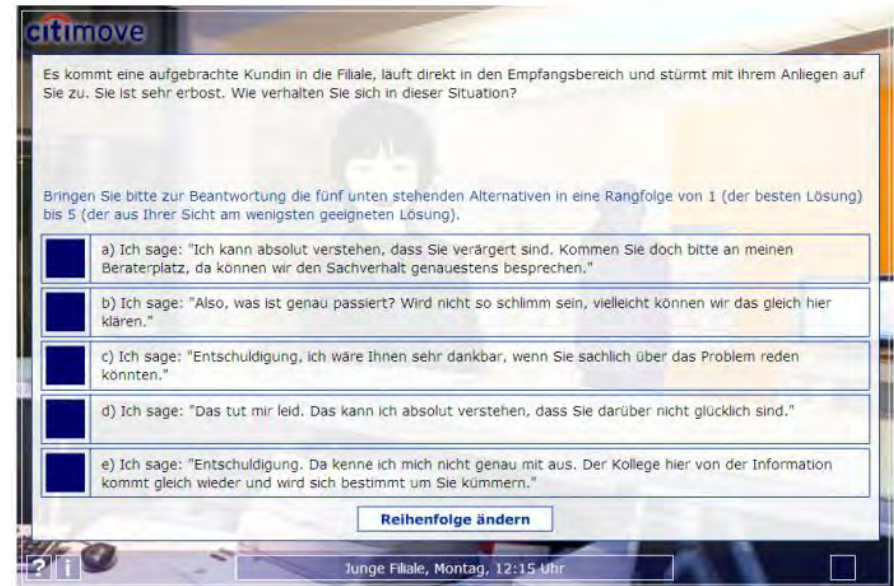 citimove
Es kommt eine aufgebrachte Kundin in die Filiale, läuft direkt in den Empfangsbereich und stürmt mit ihrem Anliegen auf
Sie zu. Sie ist sehr erbost. Wie verhalten Sie sich in dieser Situation?
Bringen Sie bitte zur Beantwortung die fünf unten stehenden Alternativen in eine Rangfolge von 1 (der besten Lösung)
bis 5 (der aus Ihrer Sicht am wenigsten geeigneten Lösung).
a) Ich sage: "Ich kann absolut verstehen, dass Sie verärgert sind. Kommen Sie doch bitte an meinen
Beraterplatz, da können wir den Sachverhalt genauestens besprechen."
b) Ich sage: "Also, was ist genau passiert? Wird nicht so schlimm sein, vielleicht können wir das gleich hier
klären."
c) Ich sage: "Entschuldigung, ich wäre Ihnen sehr dankbar, wenn Sie sachlich über das Problem reden
könnten."
d) Ich sage: "Das tut mir leid. Das kann ich absolut verstehen, dass Sie darüber nicht glücklich sind."
e) Ich sage: "Entschuldigung. Da kenne ich mich nicht genau mit aus. Der Kollege hier von der Information
kommt gleich wieder und wird sich bestimmt um Sie kümmern."
Reihenfolge ändern
? i
Junge Filiale, Montag, 12:15 Uhr